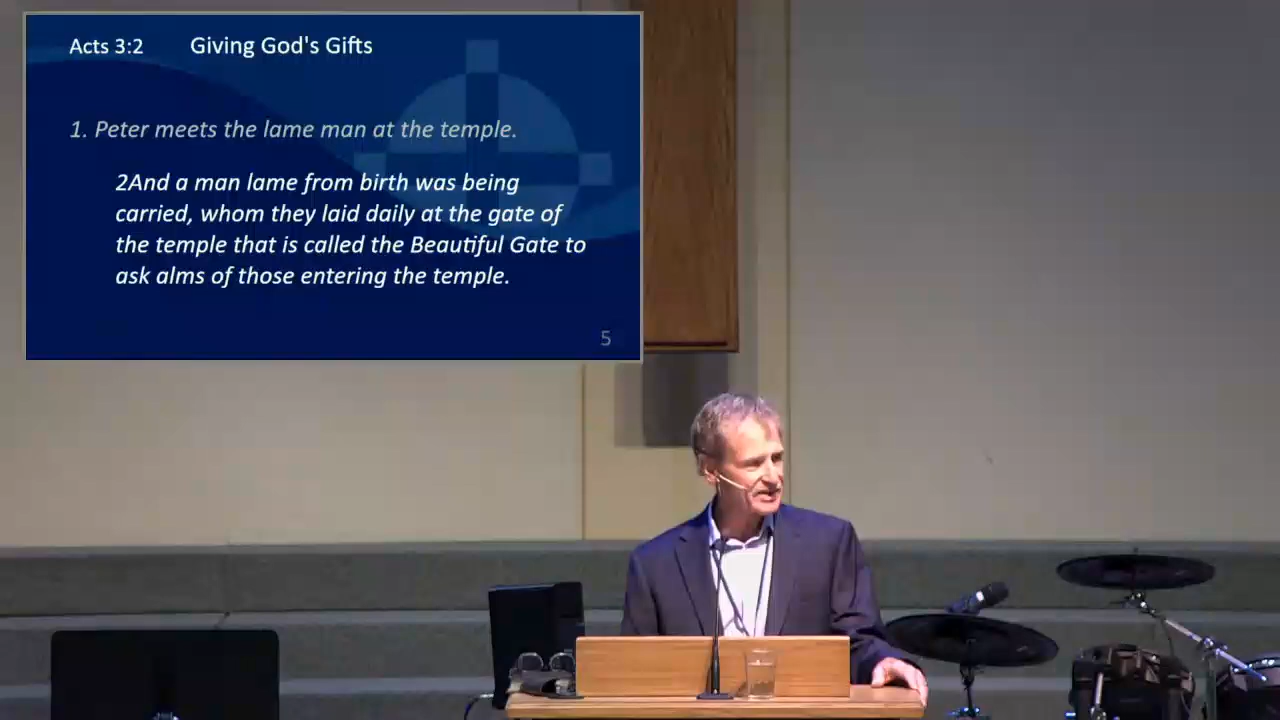 Acts 3:2 Giving God's Gifts
1. Peter meets the lame man at the temple.
2And a man lame from birth was being
carried, whom they laid daily at the gate of
the temple that is called the Beautiful Gate to
ask alms of those entering the temple.
5